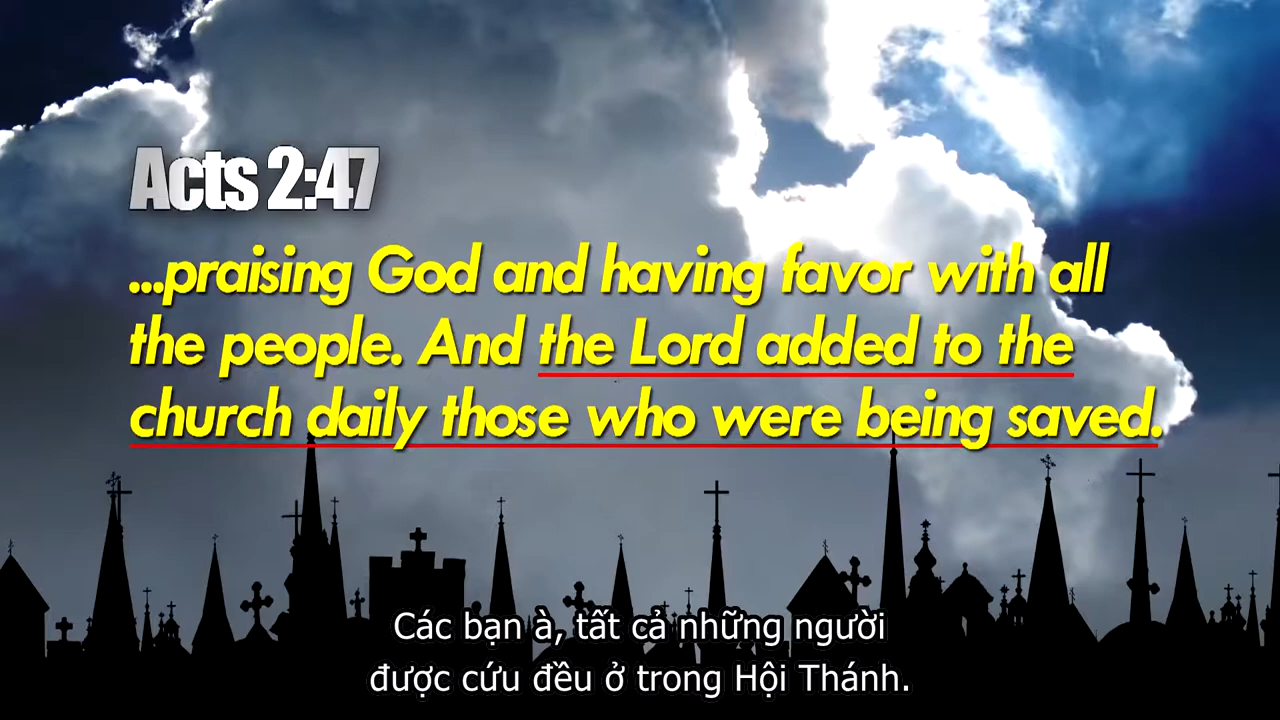 Acts 2:47
...praising God and having favor with all
the people. And the Lord added to the
church daily those who were being saved.
Các bạn à, tất cả những người
được cứu đều ở trong Hội Thánh.